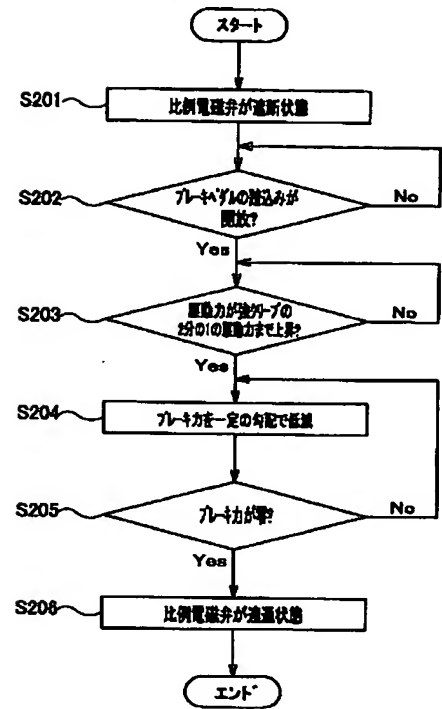 スタート
S201
比例電磁弁が遮断状態
S202
ブレーキペダルの踏込みが
開放?
No
Yes
S203
駆動力が強クリープの
2分の1の駆動力まで上昇?
No
Yes
S204
ブレーキ力を一定の勾配で低減
S205
ブレーキ力が零?
No
Yes
S206
比例電磁弁が連通状態
エンド